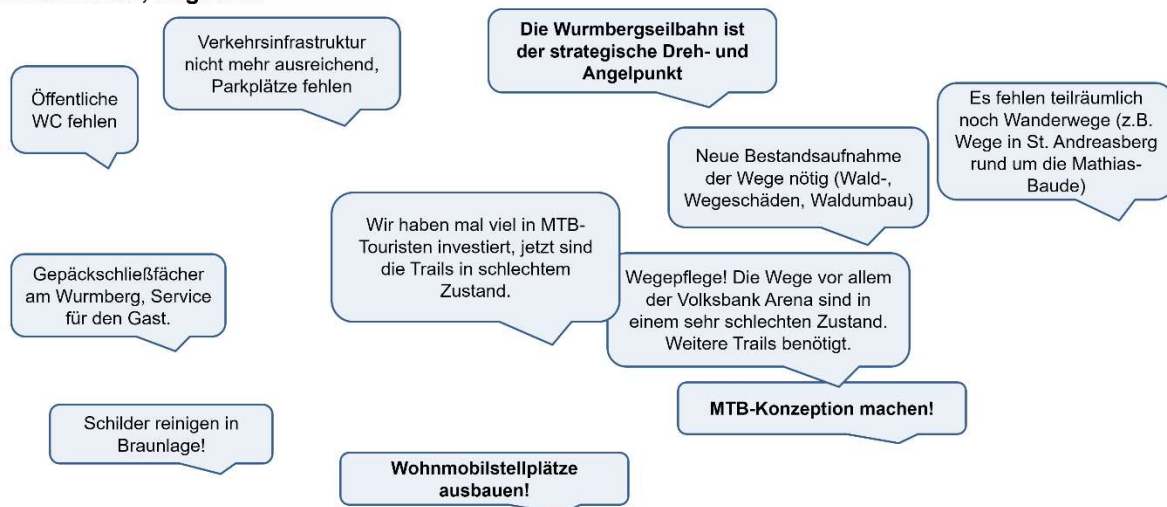 Verkehrsinfrastruktur
nicht mehr ausreichend,
Parkplätze fehlen
Die Wurmbergseilbahn ist
der strategische Dreh- und
Angelpunkt
Öffentliche
WC fehlen
Es fehlen teilräumlich
noch Wanderwege (z.B.
Wege in St. Andreasberg
rund um die Mathias-
Baude)
Neue Bestandsaufnahme
der Wege nötig (Wald-,
Wegeschäden, Waldumbau)
Wir haben mal viel in MTB-
Touristen investiert, jetzt sind
die Trails in schlechtem
Zustand.
Gepäckschließfächer
am Wurmberg, Service
für den Gast.
Wegepflege! Die Wege vor allem
der Volksbank Arena sind in
einem sehr schlechten Zustand.
Weitere Trails benötigt.
MTB-Konzeption machen!
Schilder reinigen in
Braunlage!
Wohnmobilstellplätze
ausbauen!